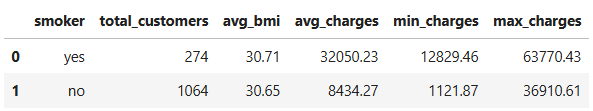 smoker total_customers avg_bmi avg_charges min_charges max_charges
0 yes 274 30.71 32050.23 12829.46 63770.43
1 no 1064 30.65 8434.27 1121.87 36910.61